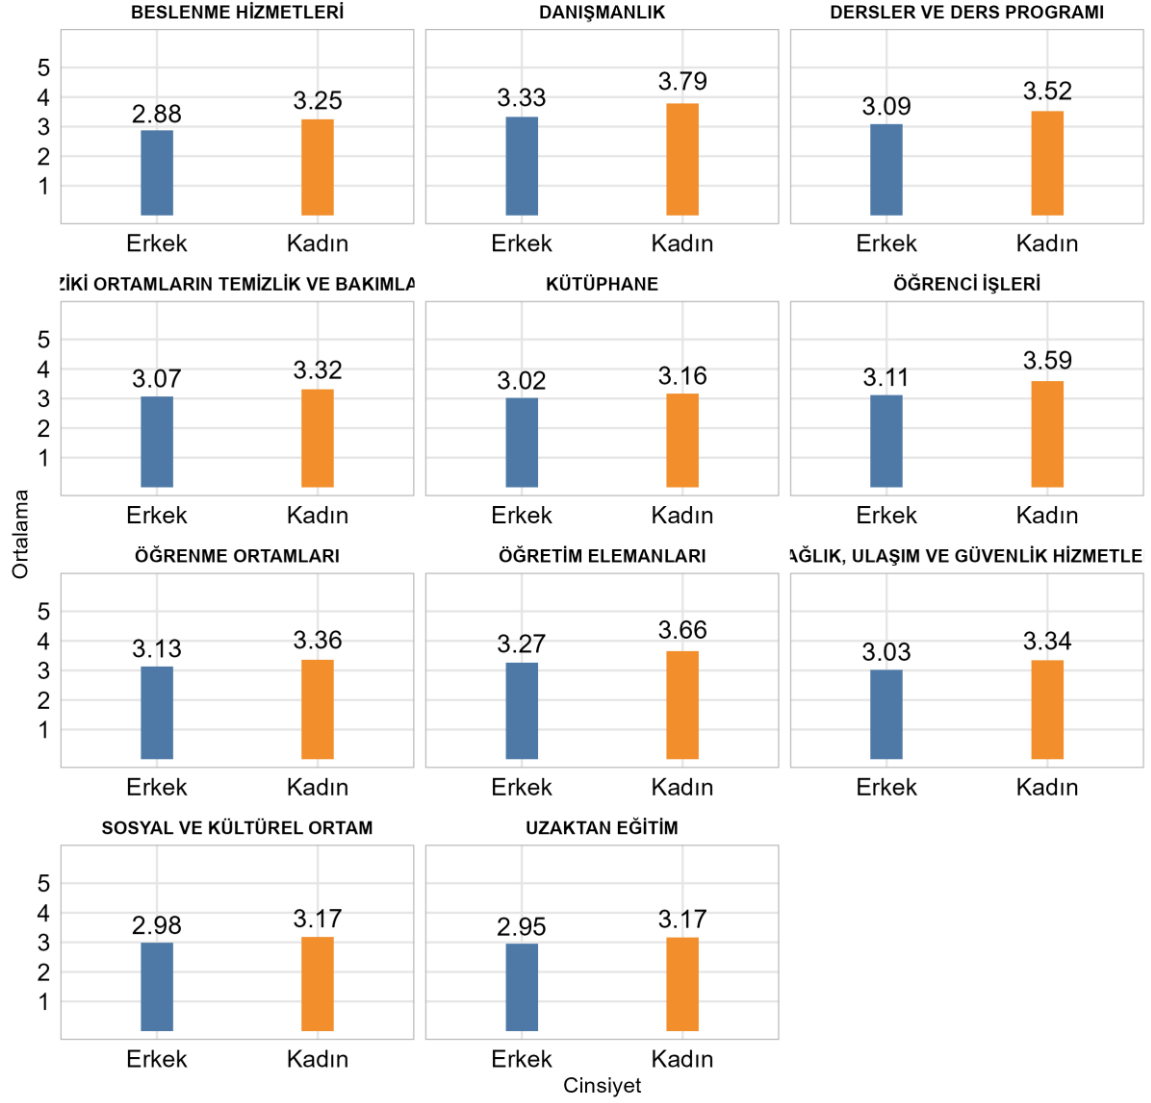 BESLENME HİZMETLERİ
DANIŞMANLIK
DERSLER VE DERS PROGRAMI
5
4
3
2
1
2.88
3.25
3.33
3.79
3.09
3.52
Erkek
Kadın
Erkek
Kadın
Erkek
Kadın
ZİKİ ORTAMLARIN TEMİZLİK VE BAKIMLA
KÜTÜPHANE
ÖĞRENCİ İŞLERİ
5
4
3
2
1
3.07
3.32
3.02
3.16
3.11
3.59
Erkek
Kadın
Erkek
Kadın
Erkek
Kadın
Ortalama
ÖĞRENME ORTAMLARI
ÖĞRETİM ELEMANLARI
AĞLIK, ULAŞIM VE GÜVENLİK HİZMETLE
5
4
3
2
1
3.13
3.36
3.27
3.66
3.03
3.34
Erkek
Kadın
Erkek
Kadın
Erkek
Kadın
SOSYAL VE KÜLTÜREL ORTAM
UZAKTAN EĞİTİM
5
4
3
2
1
2.98
3.17
2.95
3.17
Erkek
Kadın
Erkek
Kadın
Cinsiyet